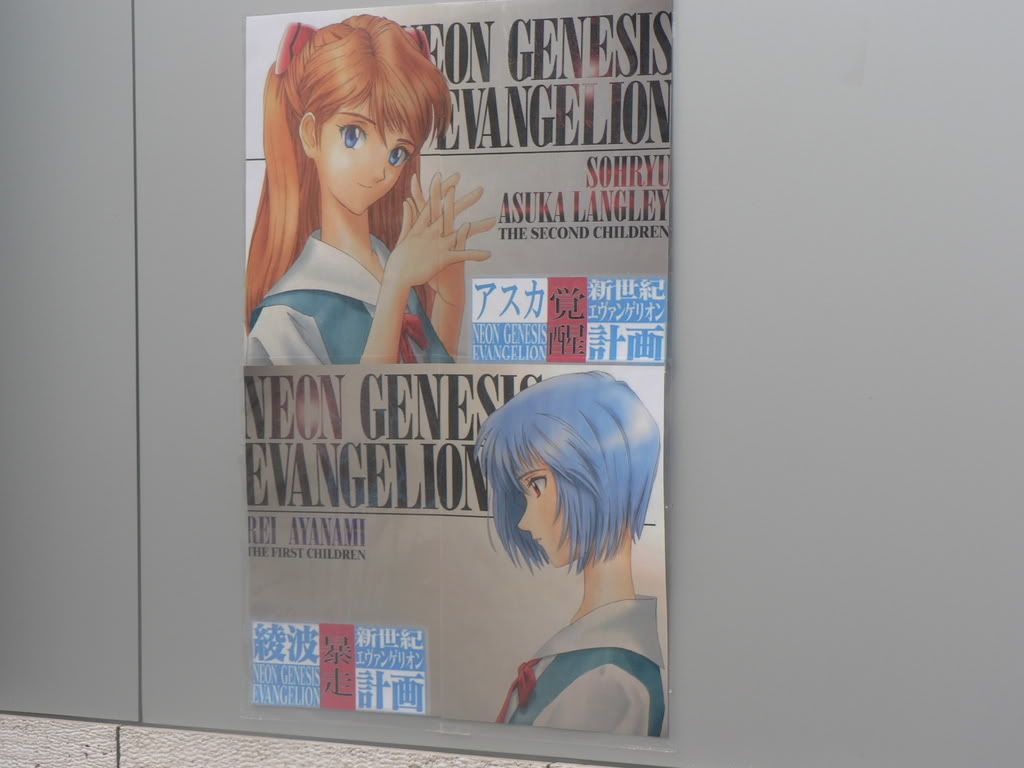 NEON GENESIS
EVANGELION
SOHRYU
ASUKA LANGLEY
THE SECOND CHILDREN
アスカ
NEON GENESIS
EVANGELION
覚醒
新世紀
エヴァンゲリオン
計画
NEON GENESIS
EVANGELION
REI AYANAMI
THE FIRST CHILDREN
綾波
NEON GENESIS
EVANGELION
暴走
新世紀
エヴァンゲリオン
計画